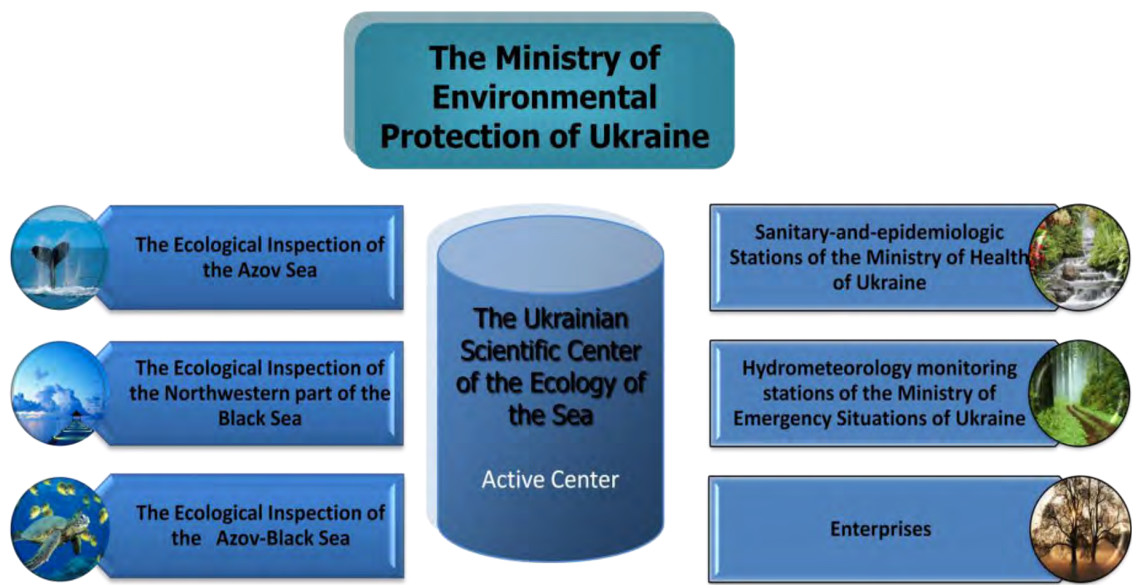 The Ministry of
Environmental
Protection of Ukraine
The Ecological Inspection of
the Azov Sea
The Ecological Inspection of
the Northwestern part of the
Black Sea
The Ecological Inspection of
the Azov-Black Sea
The Ukrainian
Scientific Center
of the Ecology of
the Sea
Active Center
Sanitary-and-epidemiologic
Stations of the Ministry of Health
of Ukraine
Hydrometeorology monitoring
stations of the Ministry of
Emergency Situations of Ukraine
Enterprises